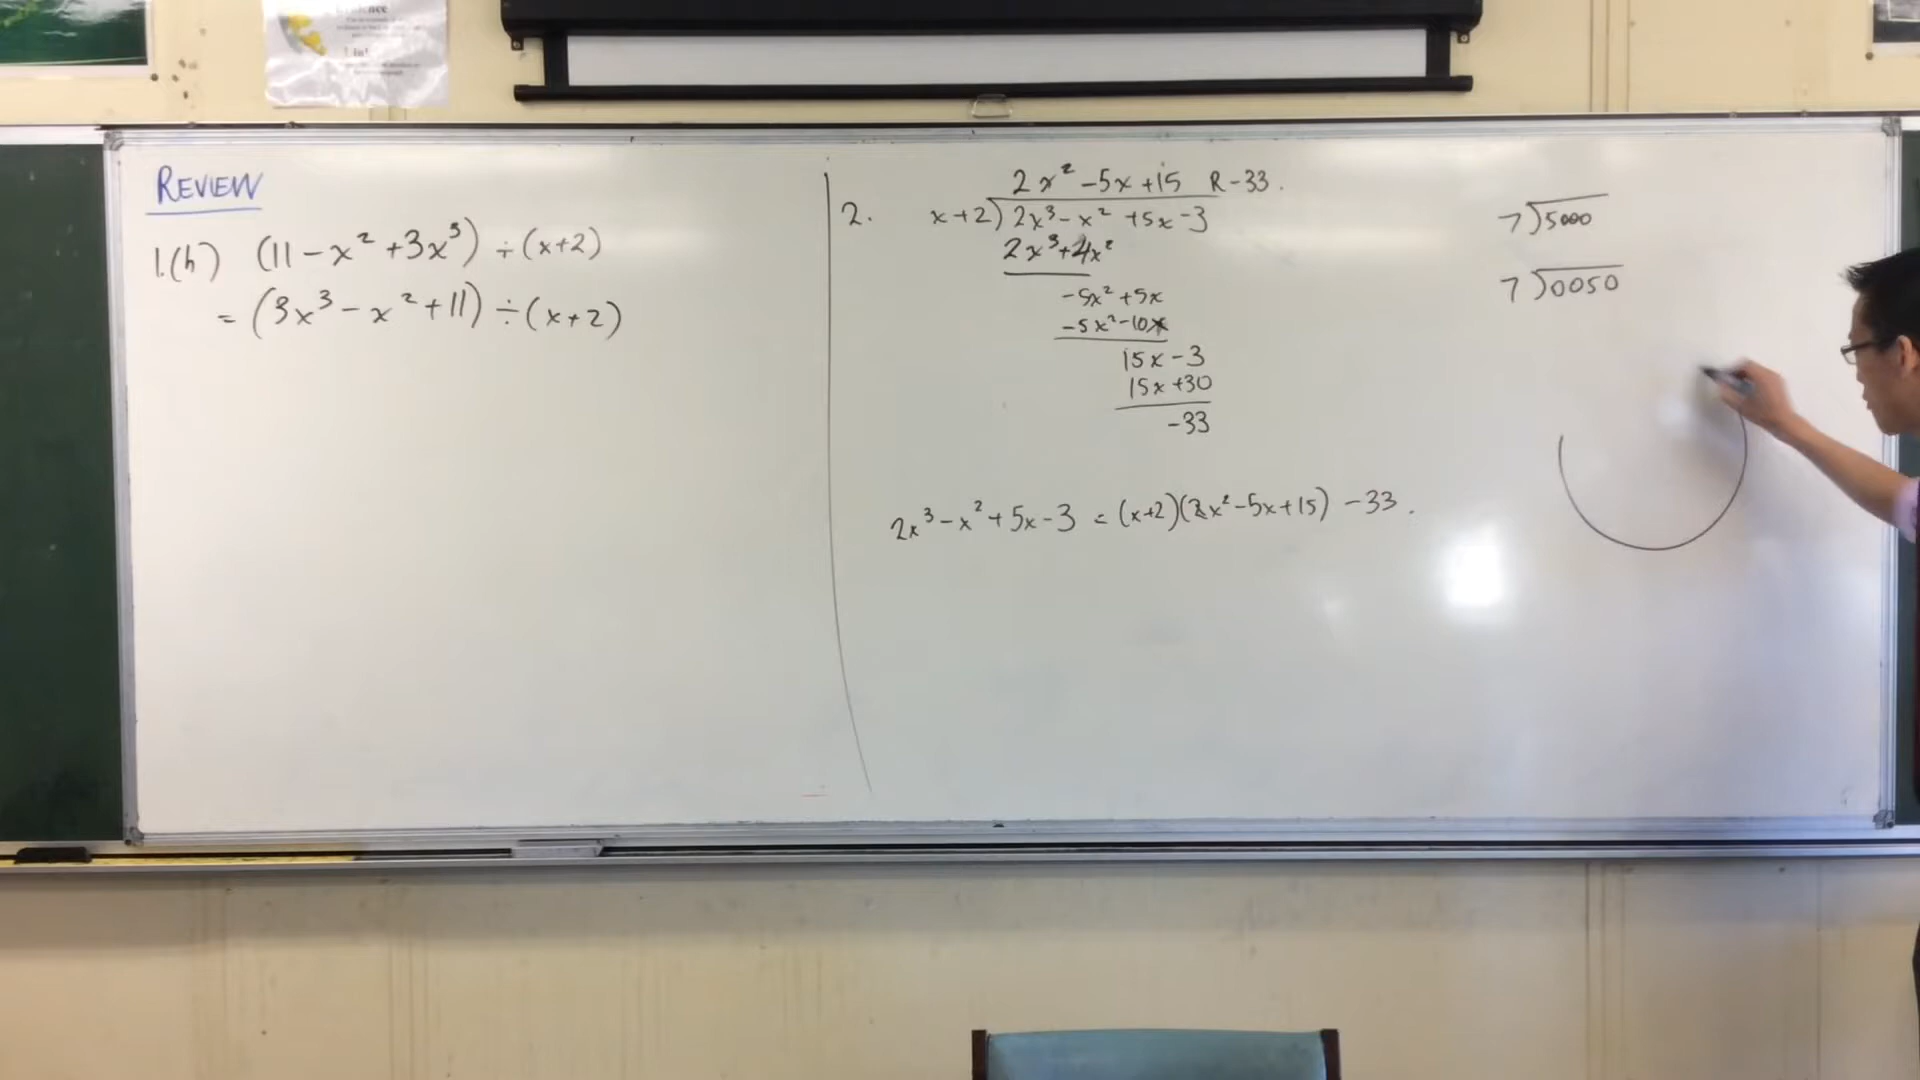 REVIEW
1.(h) (11 - x² + 3x³) ÷ (x+2)
= (3x³ - x² + 11) ÷ (x+2)
2x² - 5x + 15 R -33.
2. x+2)2x³ - x² + 5x - 3
2x³ + 4x²
-5x² + 5x
-5x² - 10x
15x - 3
15x + 30
-33
2x³ - x² + 5x - 3 = (x+2)(2x² - 5x + 15) - 33.
7)5000
7)0050